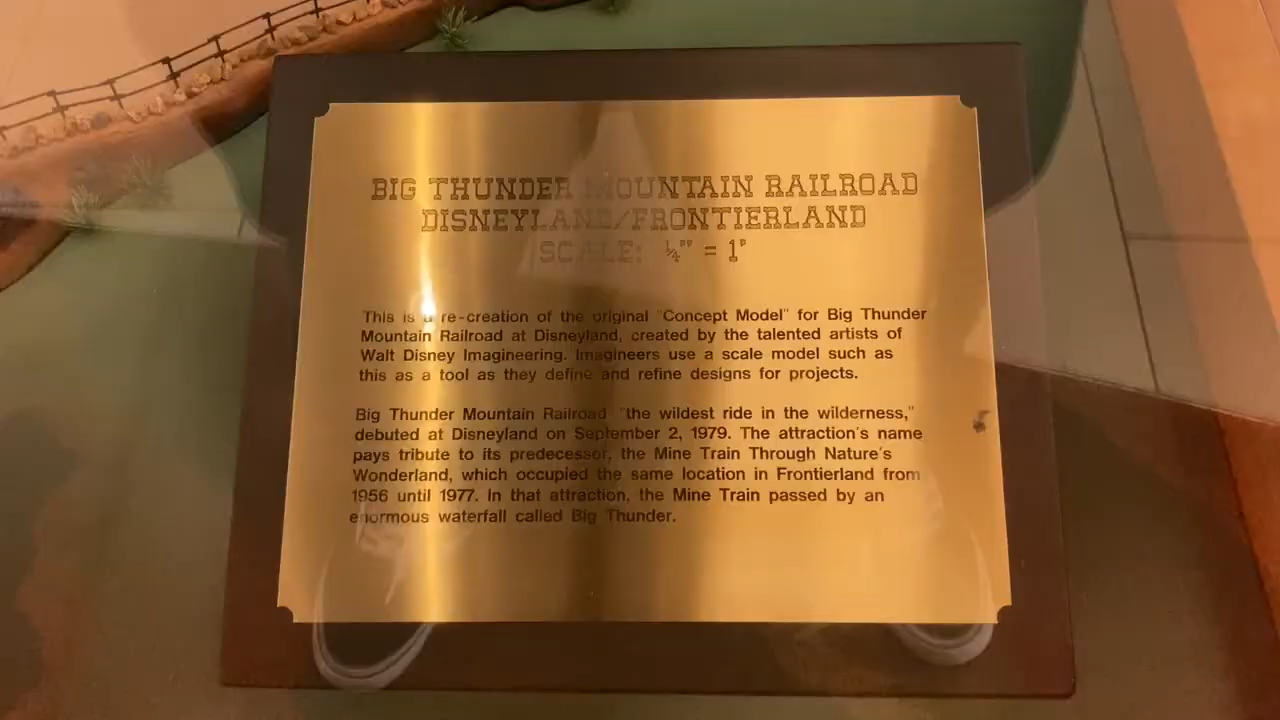 BIG THUNDER MOUNTAIN RAILROAD
DISNEYLAND/FRONTIERLAND
SCALE: ¼" = 1'
This is a re-creation of the original "Concept Model" for Big Thunder
Mountain Railroad at Disneyland, created by the talented artists of
Walt Disney Imagineering. Imagineers use a scale model such as
this as a tool as they define and refine designs for projects.
Big Thunder Mountain Railroad "the wildest ride in the wilderness,"
debuted at Disneyland on September 2, 1979. The attraction's name
pays tribute to its predecessor, the Mine Train Through Nature's
Wonderland, which occupied the same location in Frontierland from
1956 until 1977. In that attraction, the Mine Train passed by an
enormous waterfall called Big Thunder.